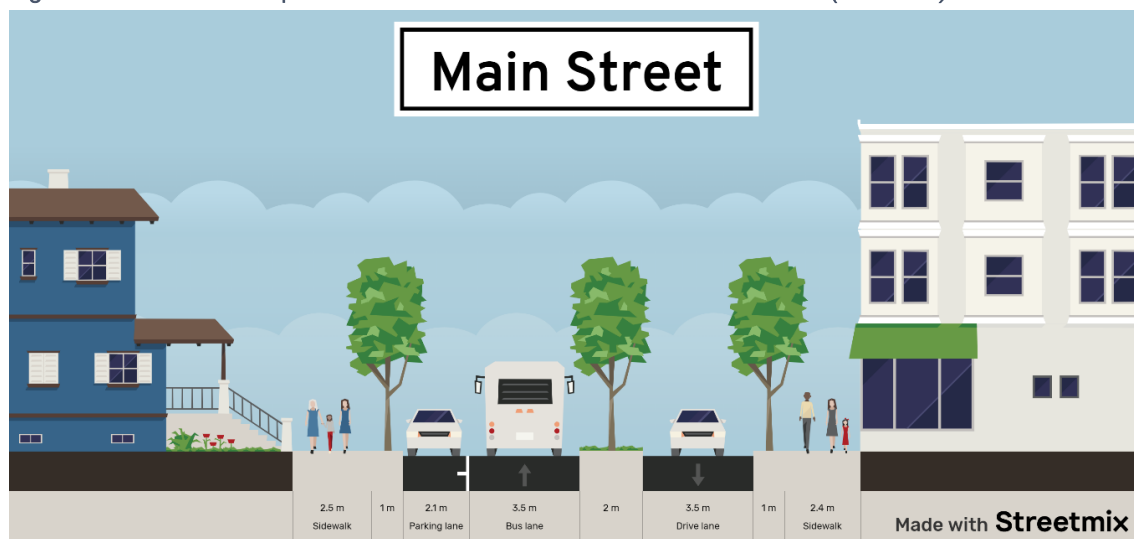 Main Street
2.5 m
Sidewalk
1 m
2.1 m
Parking lane
3.5 m
Bus lane
2 m
3.5 m
Drive lane
1 m
2.4 m
Sidewalk
Made with Streetmix